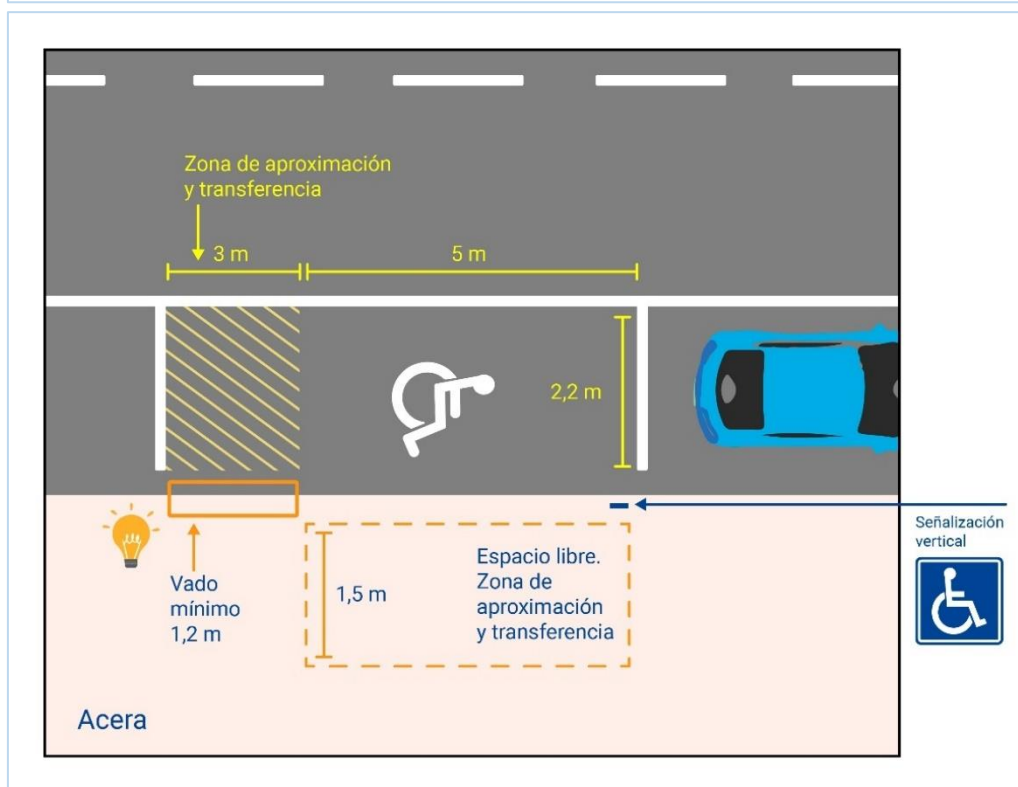 Zona de aproximación
y transferencia
3 m
5 m
2,2 m
Señalización
vertical
Vado
mínimo
1,2 m
1,5 m
Espacio libre.
Zona de
aproximación
y transferencia
Acera